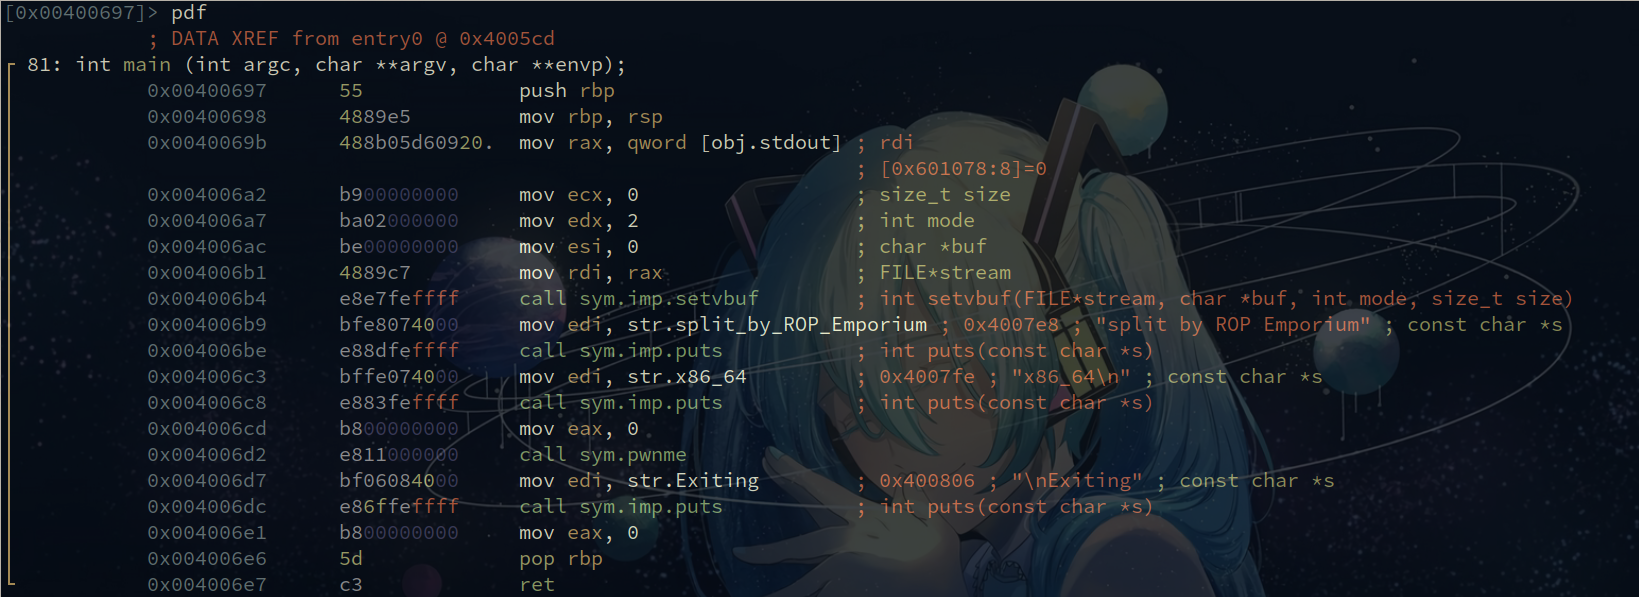 [0x00400697]> pdf
; DATA XREF from entry0 @ 0x4005cd
81: int main (int argc, char **argv, char **envp);
0x00400697 55 push rbp
0x00400698 4889e5 mov rbp, rsp
0x0040069b 488b05d60920. mov rax, qword [obj.stdout] ; rdi
; [0x601078:8]=0
0x004006a2 b900000000 mov ecx, 0 ; size_t size
0x004006a7 ba02000000 mov edx, 2 ; int mode
0x004006ac be00000000 mov esi, 0 ; char *buf
0x004006b1 4889c7 mov rdi, rax ; FILE*stream
0x004006b4 e8e7feffff call sym.imp.setvbuf ; int setvbuf(FILE*stream, char *buf, int mode, size_t size)
0x004006b9 bfe8074000 mov edi, str.split_by_ROP_Emporium ; 0x4007e8 ; "split by ROP Emporium" ; const char *s
0x004006be e88dfeffff call sym.imp.puts ; int puts(const char *s)
0x004006c3 bffe074000 mov edi, str.x86_64 ; 0x4007fe ; "x86_64\n" ; const char *s
0x004006c8 e883feffff call sym.imp.puts ; int puts(const char *s)
0x004006cd b800000000 mov eax, 0
0x004006d2 e811000000 call sym.pwnme
0x004006d7 bf06084000 mov edi, str.Exiting ; 0x400806 ; "\nExiting" ; const char *s
0x004006dc e86ffeffff call sym.imp.puts ; int puts(const char *s)
0x004006e1 b800000000 mov eax, 0
0x004006e6 5d pop rbp
0x004006e7 c3 ret